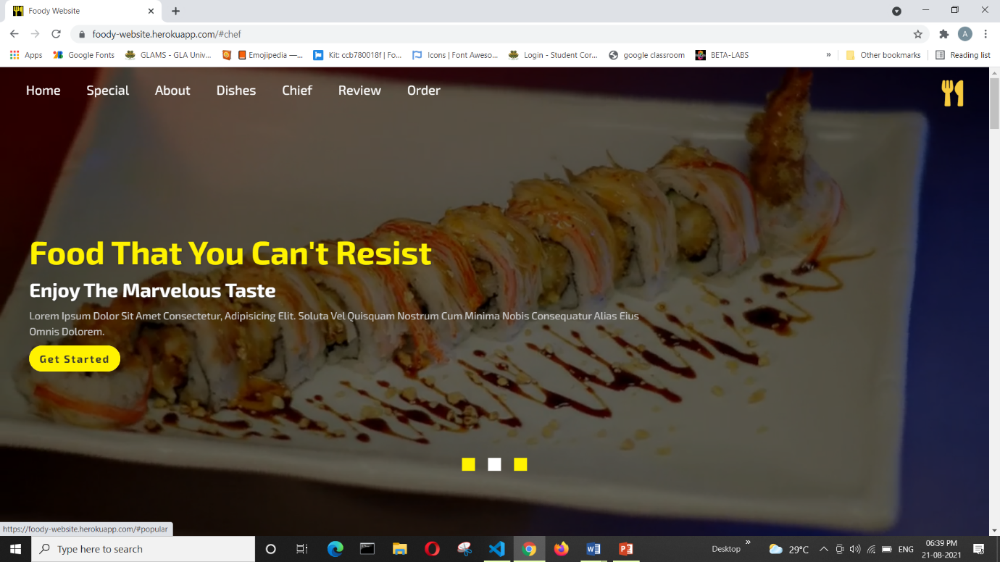 Foody Website
foody-website.herokuapp.com/#chef
Apps Google Fonts GLAMS - GLA Univ... Emojipedia —... Kit: ccb780018f | Fo... Icons | Font Aweso... Login - Student Cor... google classroom BETA-LABS » Other bookmarks Reading list
Home Special About Dishes Chief Review Order
Food That You Can't Resist
Enjoy The Marvelous Taste
Lorem Ipsum Dolor Sit Amet Consectetur, Adipisicing Elit. Soluta Vel Quisquam Nostrum Cum Minima Nobis Consequatur Alias Eius
Omnis Dolorem.
Get Started
https://foody-website.herokuapp.com/#popular
Type here to search Desktop » 29°C ENG 06:39 PM
21-08-2021